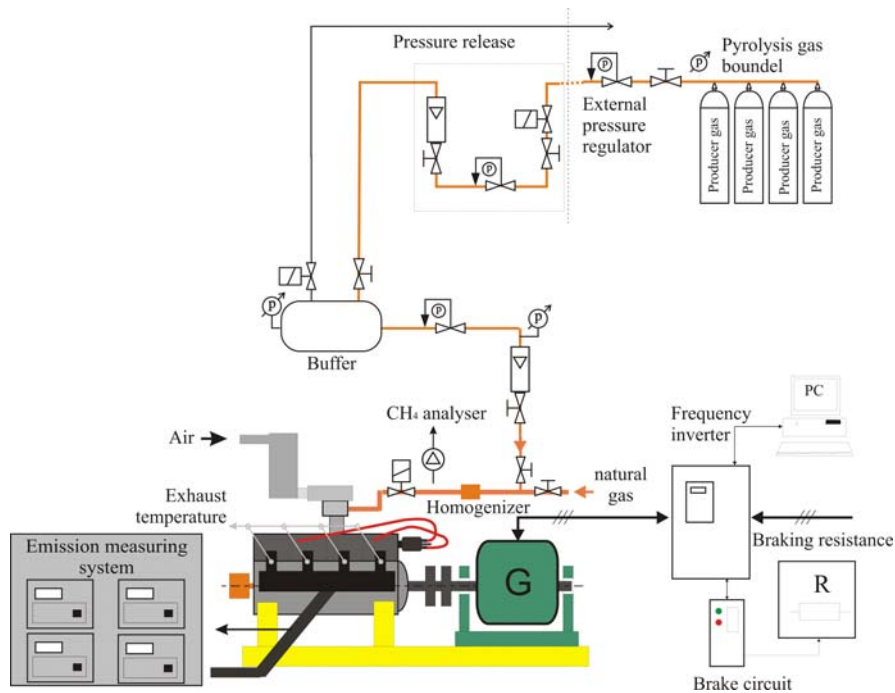 Pressure release
Pyrolysis gas
boundel
P
P
External
pressure
regulator
P
Producer gas
Producer gas
Producer gas
Producer gas
P
P
P
Buffer
PC
CH4 analyser
Frequency
inverter
Air
natural
gas
Exhaust
temperature
Homogenizer
Emission measuring
system
Braking resistance
G
R
Brake circuit